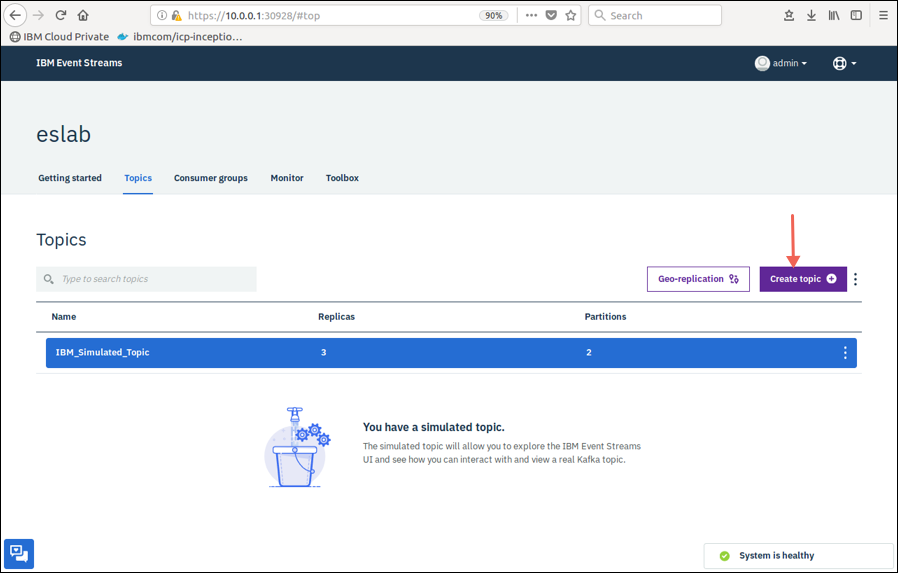 https://10.0.0.1:30928/#top
90%
Search
IBM Cloud Private
ibmcom/icp-inceptio…
IBM Event Streams
admin
eslab
Getting started
Topics
Consumer groups
Monitor
Toolbox
Topics
Type to search topics
Geo-replication
Create topic
Name Replicas Partitions
IBM_Simulated_Topic 3 2
You have a simulated topic.
The simulated topic will allow you to explore the IBM Event Streams
UI and see how you can interact with and view a real Kafka topic.
System is healthy